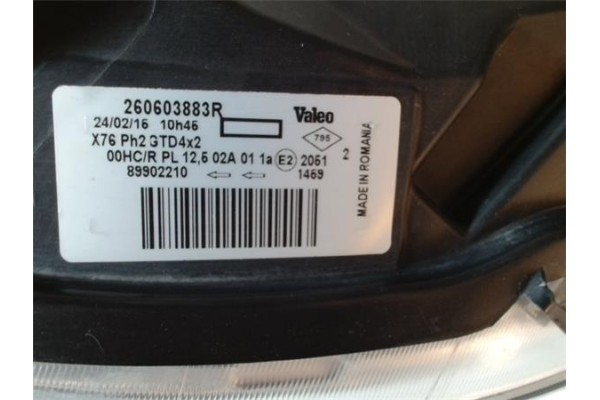 260603883R
Valeo
24/02/16 10h46
795
X76 Ph2 GTD4x2
00HC/R PL 12,5 02A 01 1a E2 2051 2
89902210 1469
MADE IN ROMANIA